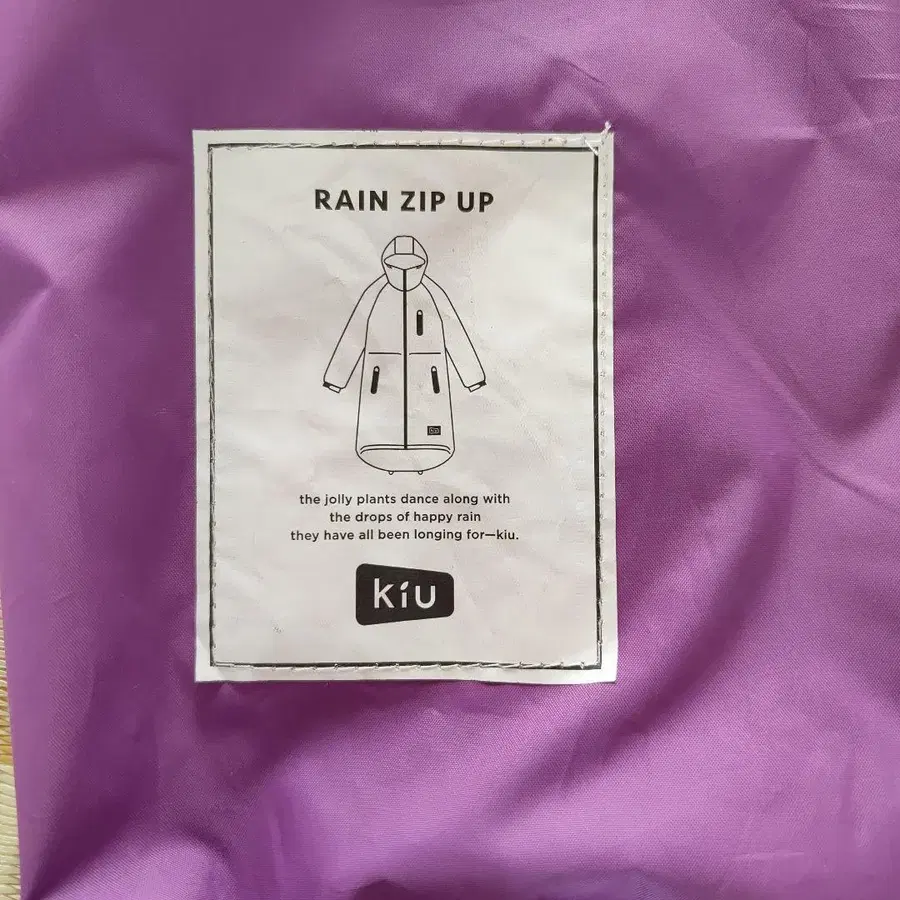 RAIN ZIP UP
the jolly plants dance along with
the drops of happy rain
they have all been longing for—kiu.
kíu